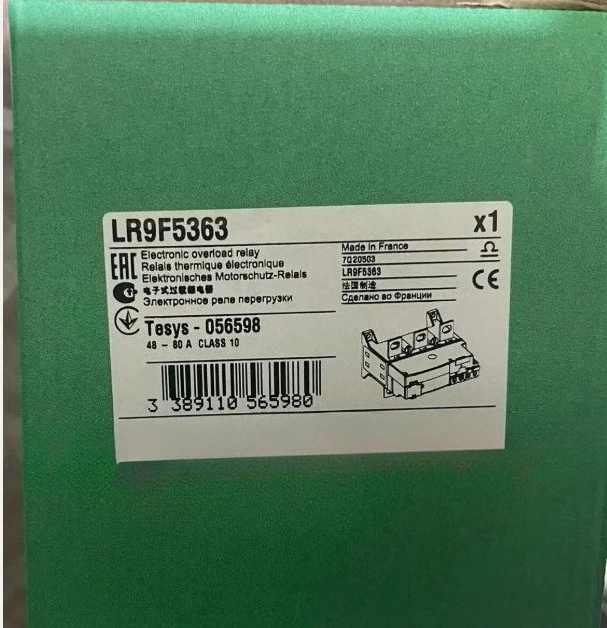 LR9F5363
x1
EAC
Electronic overload relay
Relais thermique électronique
Elektronisches Motorschutz-Relais
电子式过载继电器
Электронное реле перегрузки
Made in France
7Q20503
LR9F5363
法国制造
Сделано во Франции
CE
Tesys - 056598
48 - 80 A CLASS 10
3 389110 565980